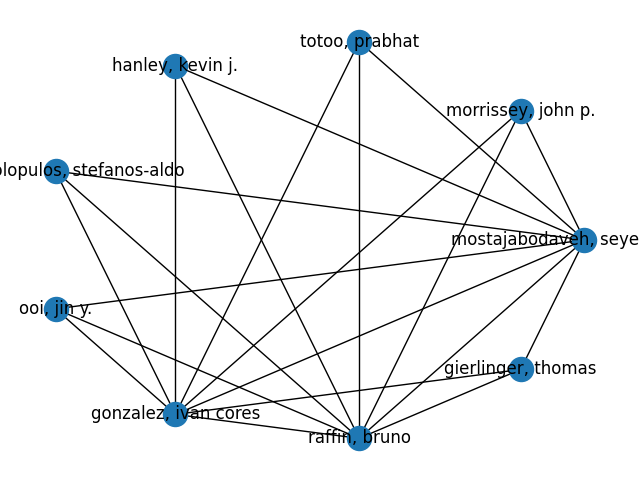 totoo, prabhat
hanley, kevin j.
morrissey, john p.
stefanos-aldo
mostajabodaveh, seye
ooi, jin y.
gierlinger, thomas
gonzalez, ivan cores
raffin, bruno